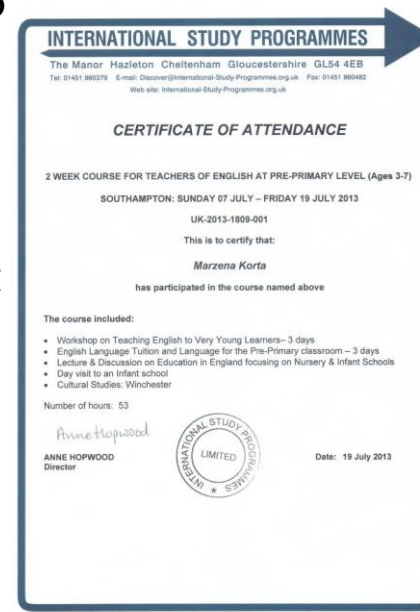 INTERNATIONAL STUDY PROGRAMMES
The Manor Hazleton Cheltenham Gloucestershire GL54 4EB
Tel: 01451 860379 E-mail: Discover@International-Study-Programmes.org.uk Fax: 01451 860482
Web site: International-Study-Programmes.org.uk
CERTIFICATE OF ATTENDANCE
2 WEEK COURSE FOR TEACHERS OF ENGLISH AT PRE-PRIMARY LEVEL (Ages 3-7)
SOUTHAMPTON: SUNDAY 07 JULY – FRIDAY 19 JULY 2013
UK-2013-1809-001
This is to certify that:
Marzena Korta
has participated in the course named above
The course included:
• Workshop on Teaching English to Very Young Learners– 3 days
• English Language Tuition and Language for the Pre-Primary classroom – 3 days
• Lecture & Discussion on Education in England focusing on Nursery & Infant Schools
• Day visit to an Infant school
• Cultural Studies: Winchester
Number of hours: 53
Anne Hopwood
ANNE HOPWOOD
Director
INTERNATIONAL STUDY PROGRAMMES
LIMITED
Date: 19 July 2013